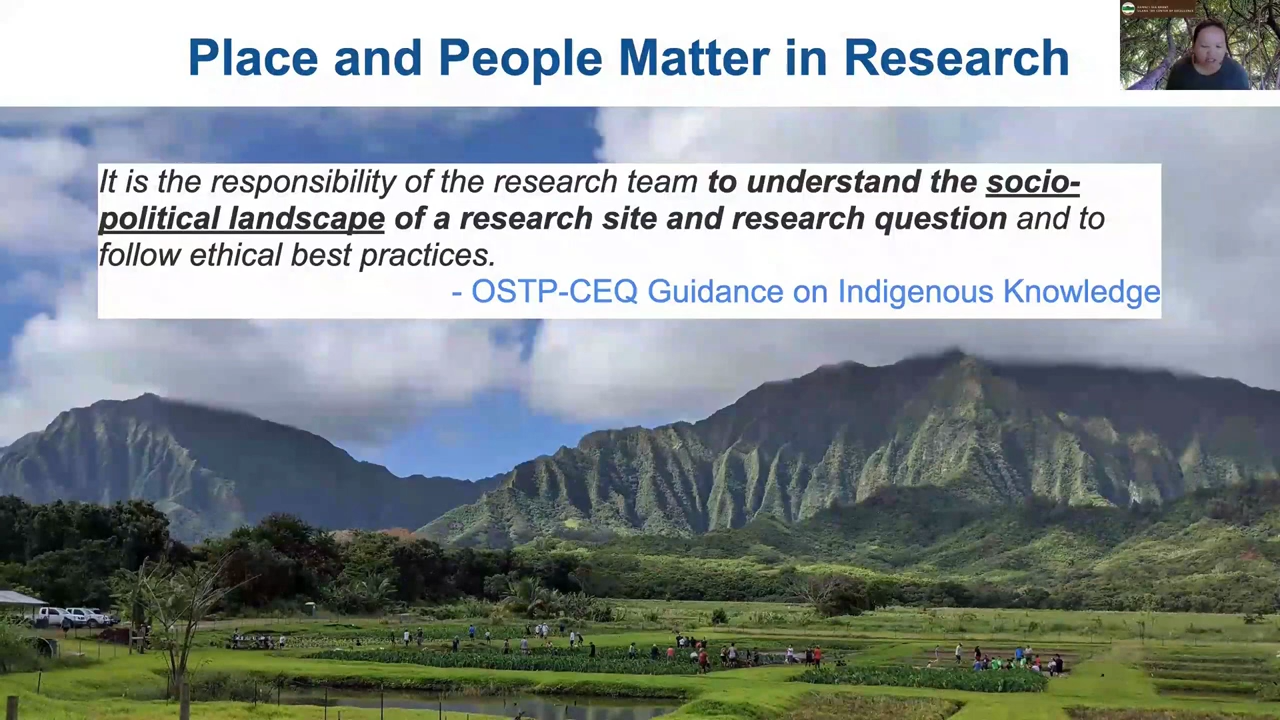 Place and People Matter in Research
It is the responsibility of the research team to understand the socio-
political landscape of a research site and research question and to
follow ethical best practices.
- OSTP-CEQ Guidance on Indigenous Knowledge